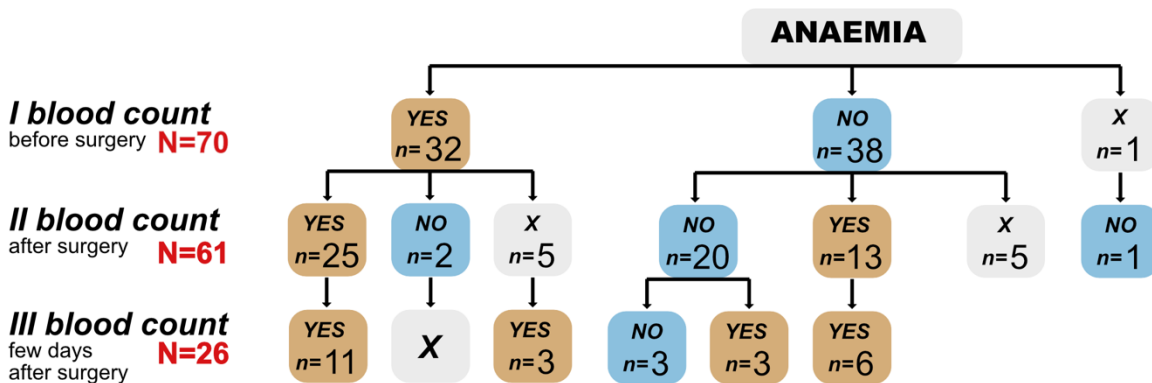 ANAEMIA
I blood count
before surgery N=70
YES
n=32
NO
n=38
X
n=1
II blood count
after surgery N=61
YES
n=25
NO
n=2
X
n=5
NO
n=20
YES
n=13
X
n=5
NO
n=1
III blood count
few days
after surgery N=26
YES
n=11
X
YES
n=3
NO
n=3
YES
n=3
YES
n=6